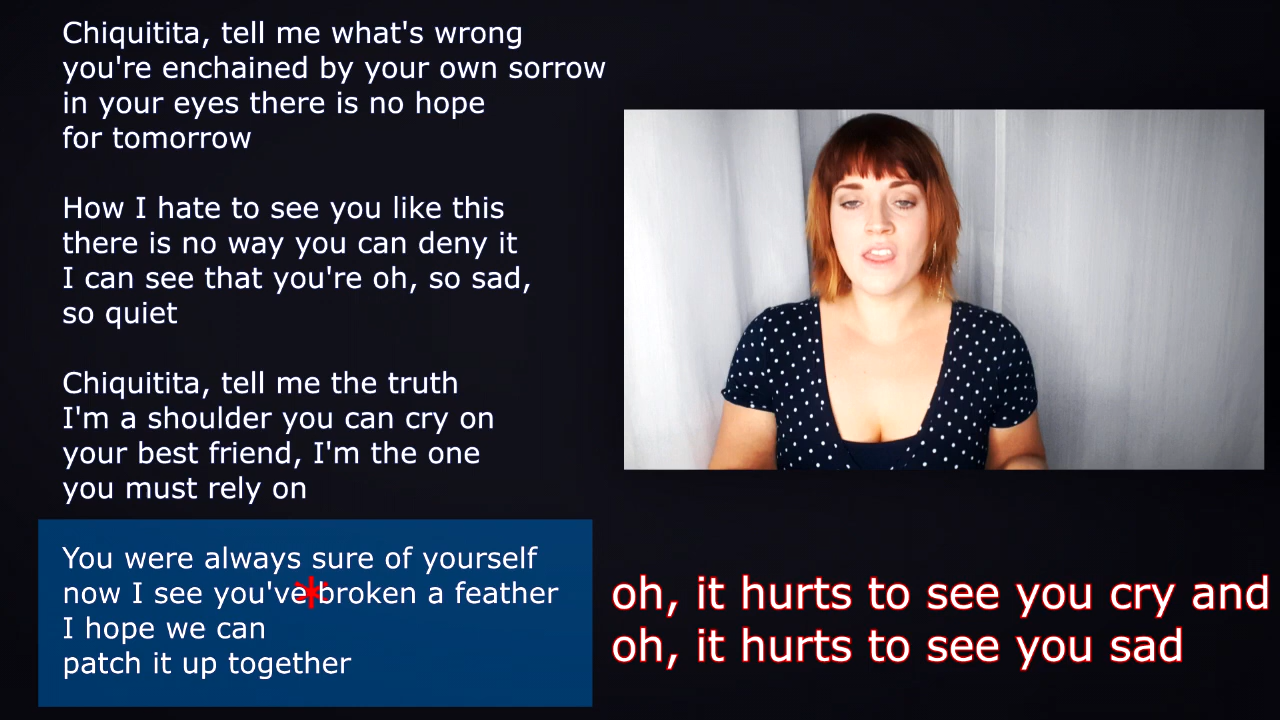 Chiquitita, tell me what's wrong
you're enchained by your own sorrow
in your eyes there is no hope
for tomorrow
How I hate to see you like this
there is no way you can deny it
I can see that you're oh, so sad,
so quiet
Chiquitita, tell me the truth
I'm a shoulder you can cry on
your best friend, I'm the one
you must rely on
You were always sure of yourself
now I see you've*broken a feather
I hope we can
patch it up together
oh, it hurts to see you cry and
oh, it hurts to see you sad